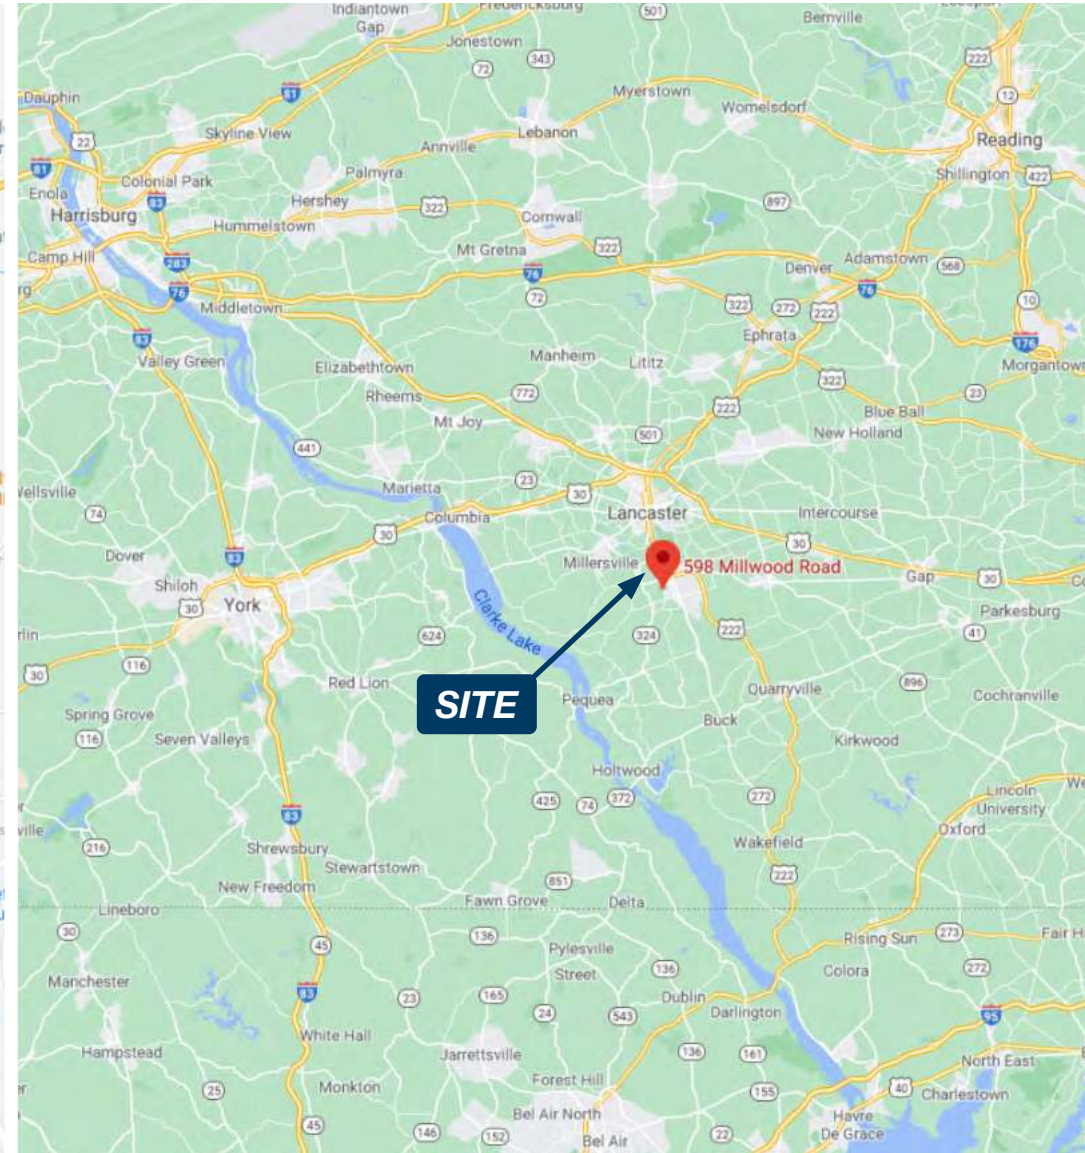 Indiantown
Gap
Fredericksburg
501
Bernville
Jonestown
72
343
222
81
Dauphin
Myerstown
Womelsdorf
12
Skyline View
Lebanon
Reading
22
Annville
81
Colonial Park
Palmyra
Shillington
422
Enola
83
Hershey
322
897
Harrisburg
Hummelstown
Cornwall
322
Camp Hill
283
Mt Gretna
76
Adamstown
568
Denver
76
72
76
Middletown
322
272
222
10
83
Ephrata
Valley Green
Manheim
Lititz
176
Elizabethtown
Morgantown
322
Rheems
772
23
222
Blue Ball
Mt Joy
501
New Holland
441
23
Marietta
30
74
Columbia
Lancaster
Intercourse
30
30
Dover
83
Millersville
598 Millwood Road
Shiloh
Gap
30
30
York
Clarke Lake
Parkesburg
624
324
222
41
116
30
Red Lion
896
SITE
Quarryville
Pequea
Cochranville
Spring Grove
Buck
116
Seven Valleys
Kirkwood
Holtwood
425
74
372
272
Lincoln
University
83
Oxford
216
Wakefield
Shrewsbury
Stewartstown
222
New Freedom
851
Fawn Grove
Delta
Lineboro
30
136
Rising Sun
273
45
Pylesville
Street
136
Colora
272
Manchester
83
23
165
Dublin
24
543
Darlington
95
White Hall
Hampstead
Jarrettsville
136
161
North East
25
Monkton
Forest Hill
155
40
Charlestown
Bel Air North
Havre
De Grace
45
146
152
Bel Air
22